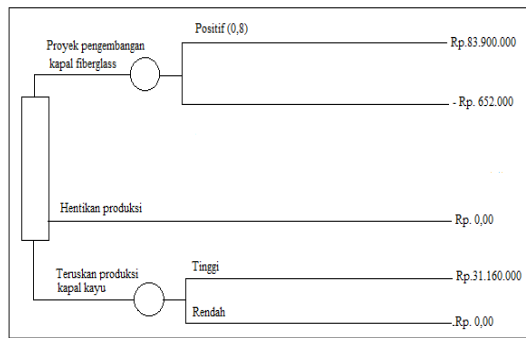 Positif (0,8)
Rp.83.900.000
Proyek pengembangan
kapal fiberglass
- Rp. 652.000
Hentikan produksi
Rp. 0,00
Tinggi
Rp.31.160.000
Teruskan produksi
kapal kayu
Rendah
.Rp. 0,00